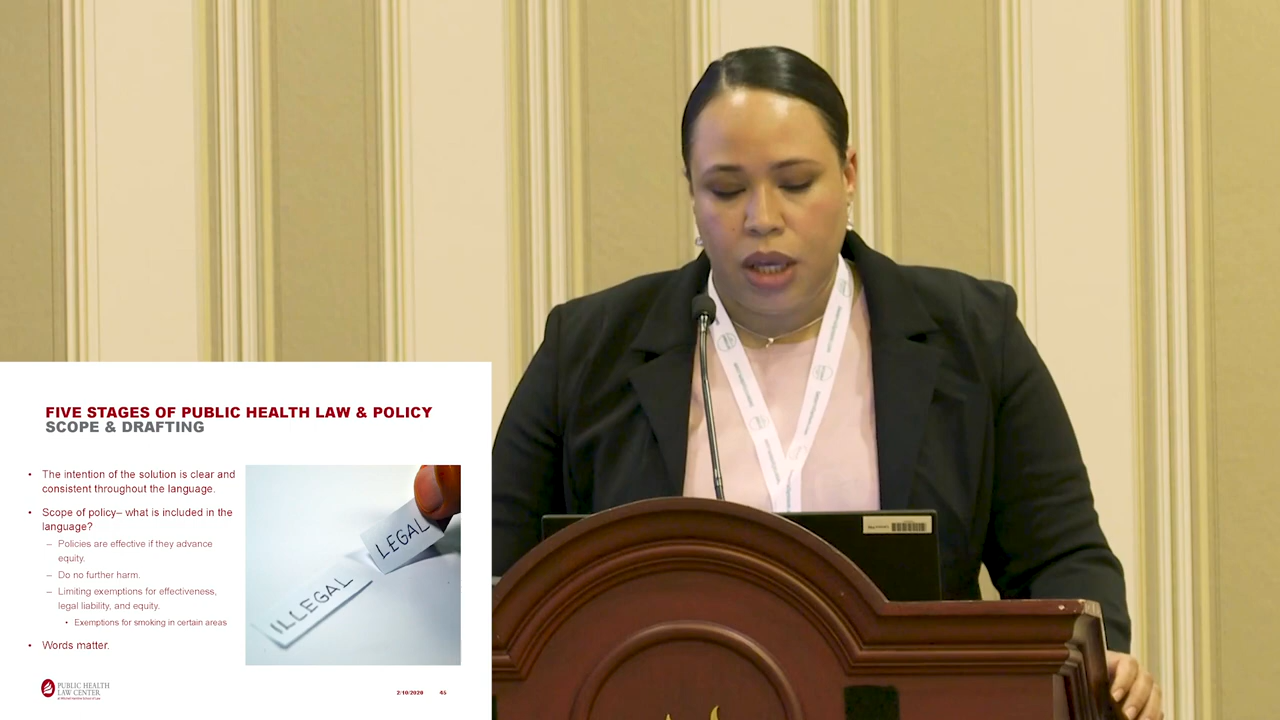 FIVE STAGES OF PUBLIC HEALTH LAW & POLICY
SCOPE & DRAFTING
• The intention of the solution is clear and
consistent throughout the language.
• Scope of policy– what is included in the
language?
– Policies are effective if they advance
equity.
– Do no further harm.
– Limiting exemptions for effectiveness,
legal liability, and equity.
• Exemptions for smoking in certain areas
• Words matter.
LEGAL
ILLEGAL
PUBLIC HEALTH
LAW CENTER
2/10/2020 45